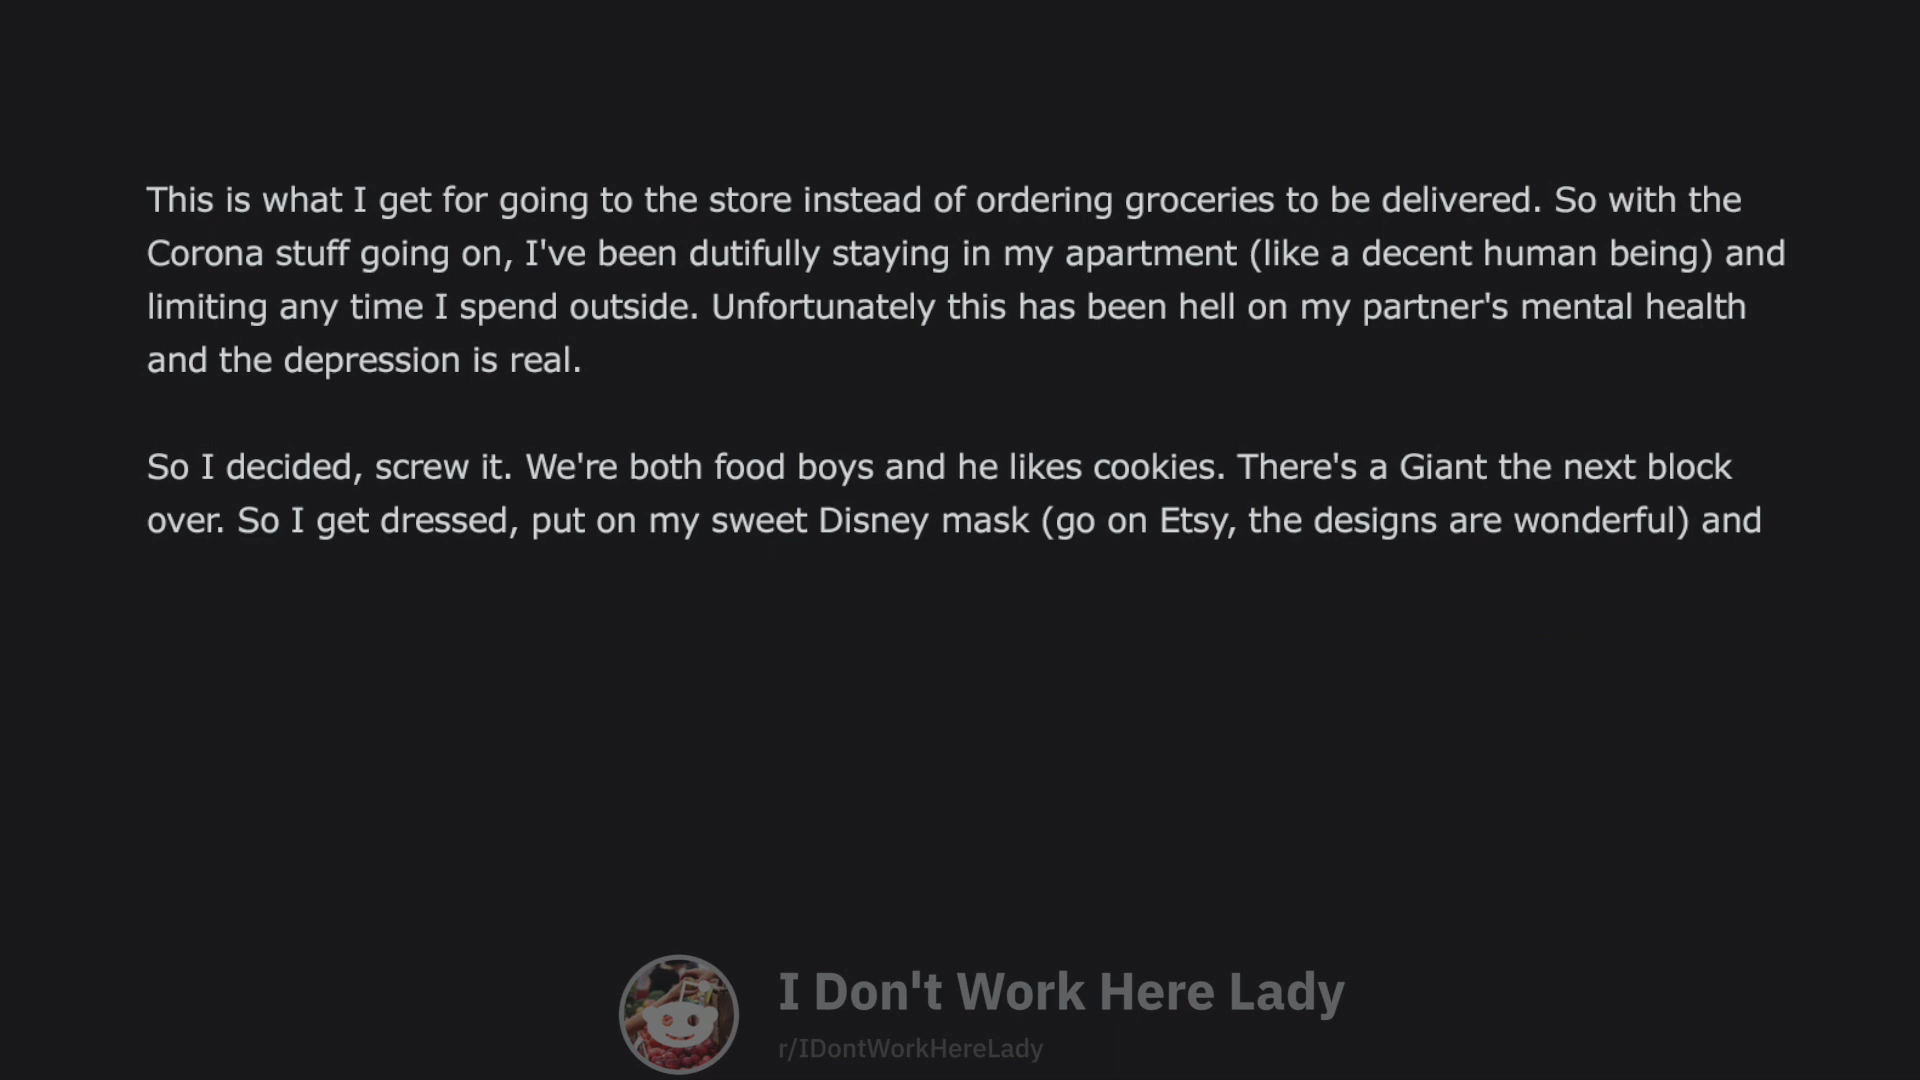 This is what I get for going to the store instead of ordering groceries to be delivered. So with the
Corona stuff going on, I've been dutifully staying in my apartment (like a decent human being) and
limiting any time I spend outside. Unfortunately this has been hell on my partner's mental health
and the depression is real.
So I decided, screw it. We're both food boys and he likes cookies. There's a Giant the next block
over. So I get dressed, put on my sweet Disney mask (go on Etsy, the designs are wonderful) and
I Don't Work Here Lady
r/IDontWorkHereLady